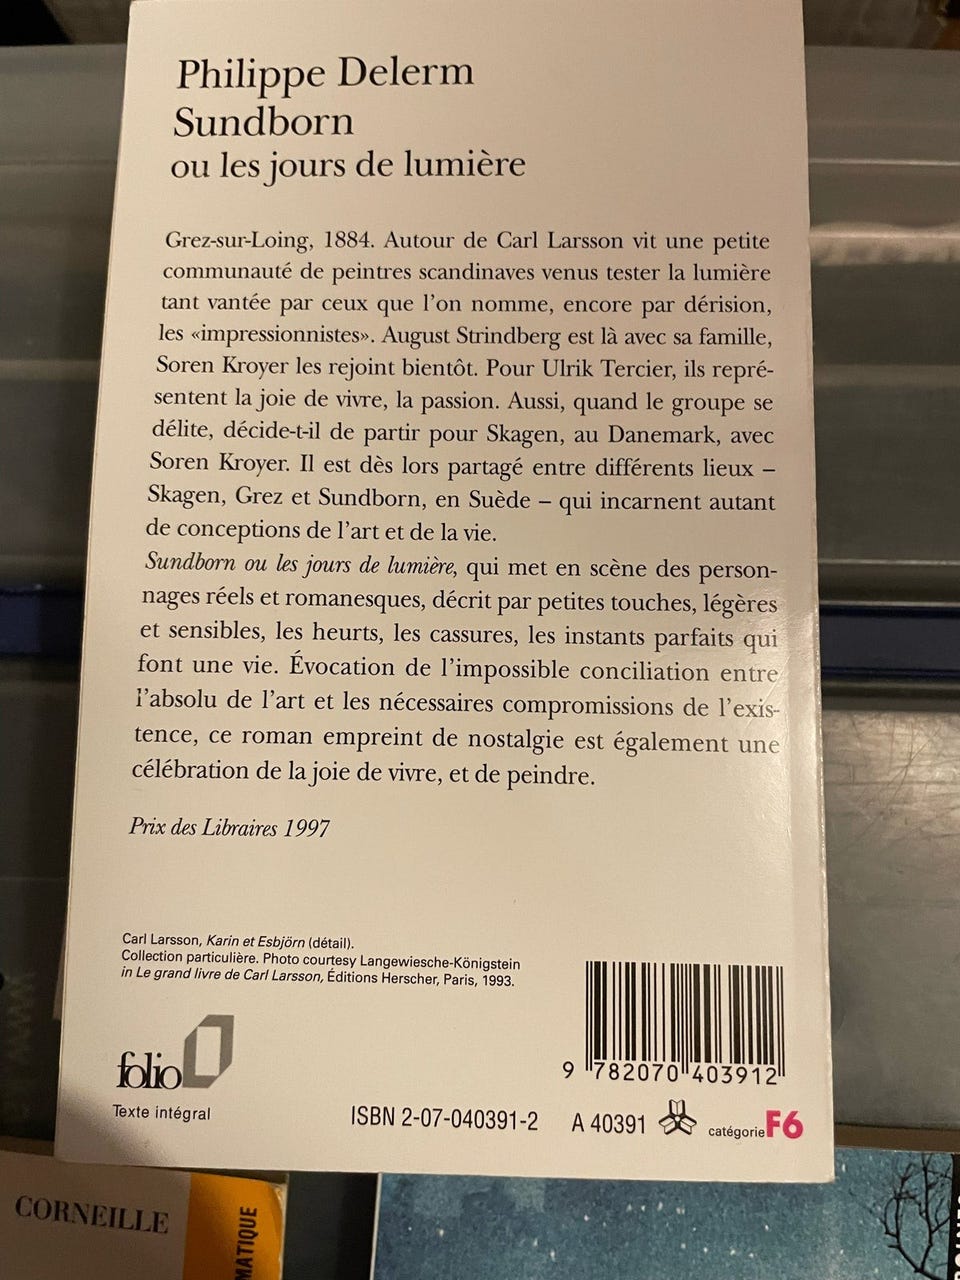 Philippe Delerm
Sundborn
ou les jours de lumière
Grez-sur-Loing, 1884. Autour de Carl Larsson vit une petite
communauté de peintres scandinaves venus tester la lumière
tant vantée par ceux que l'on nomme, encore par dérision,
les «impressionnistes». August Strindberg est là avec sa famille,
Soren Kroyer les rejoint bientôt. Pour Ulrik Tercier, ils repré-
sentent la joie de vivre, la passion. Aussi, quand le groupe se
délite, décide-t-il de partir pour Skagen, au Danemark, avec
Soren Kroyer. Il est dès lors partagé entre différents lieux –
Skagen, Grez et Sundborn, en Suède – qui incarnent autant
de conceptions de l'art et de la vie.
Sundborn ou les jours de lumière, qui met en scène des person-
nages réels et romanesques, décrit par petites touches, légères
et sensibles, les heurts, les cassures, les instants parfaits qui
font une vie. Évocation de l'impossible conciliation entre
l'absolu de l'art et les nécessaires compromissions de l'exis-
tence, ce roman empreint de nostalgie est également une
célébration de la joie de vivre, et de peindre.
Prix des Libraires 1997
Carl Larsson, Karin et Esbjörn (détail).
Collection particulière. Photo courtesy Langewiesche-Königstein
in Le grand livre de Carl Larsson, Éditions Herscher, Paris, 1993.
folio
Texte intégral
9 782070 403912
ISBN 2-07-040391-2
A 40391
catégorie F6
CORNEILLE